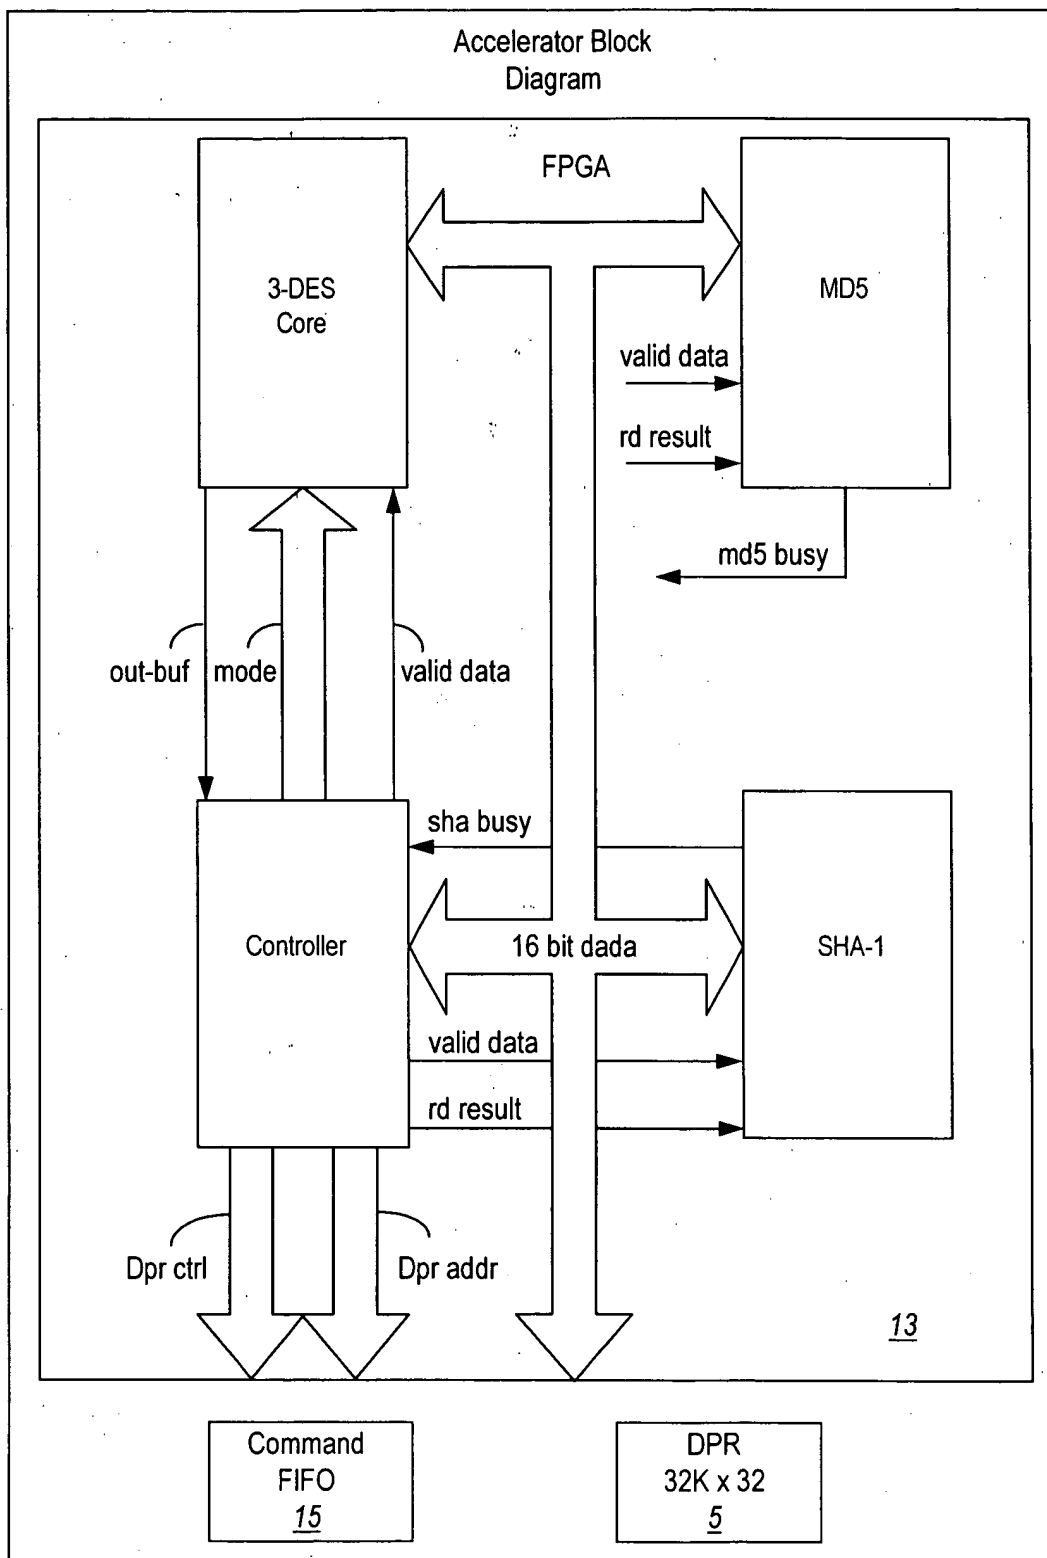 Accelerator Block
Diagram
FPGA
3-DES
Core
MD5
valid data
rd result
md5 busy
out-buf
mode
valid data
sha busy
Controller
16 bit dada
SHA-1
valid data
rd result
Dpr ctrl
Dpr addr
13
Command
FIFO
15
DPR
32K x 32
5